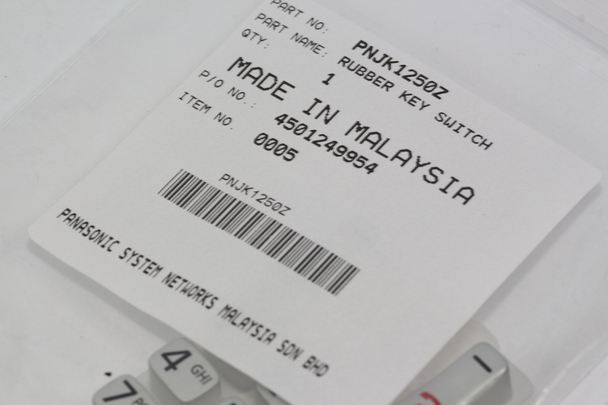 PART NO: PNJK1250Z
PART NAME: RUBBER KEY SWITCH
QTY: 1
MADE IN MALAYSIA
P/O NO.: 4501249954
ITEM NO. 0005
PNJK1250Z
PANASONIC SYSTEM NETWORKS MALAYSIA SDN BHD
4 GHI
7